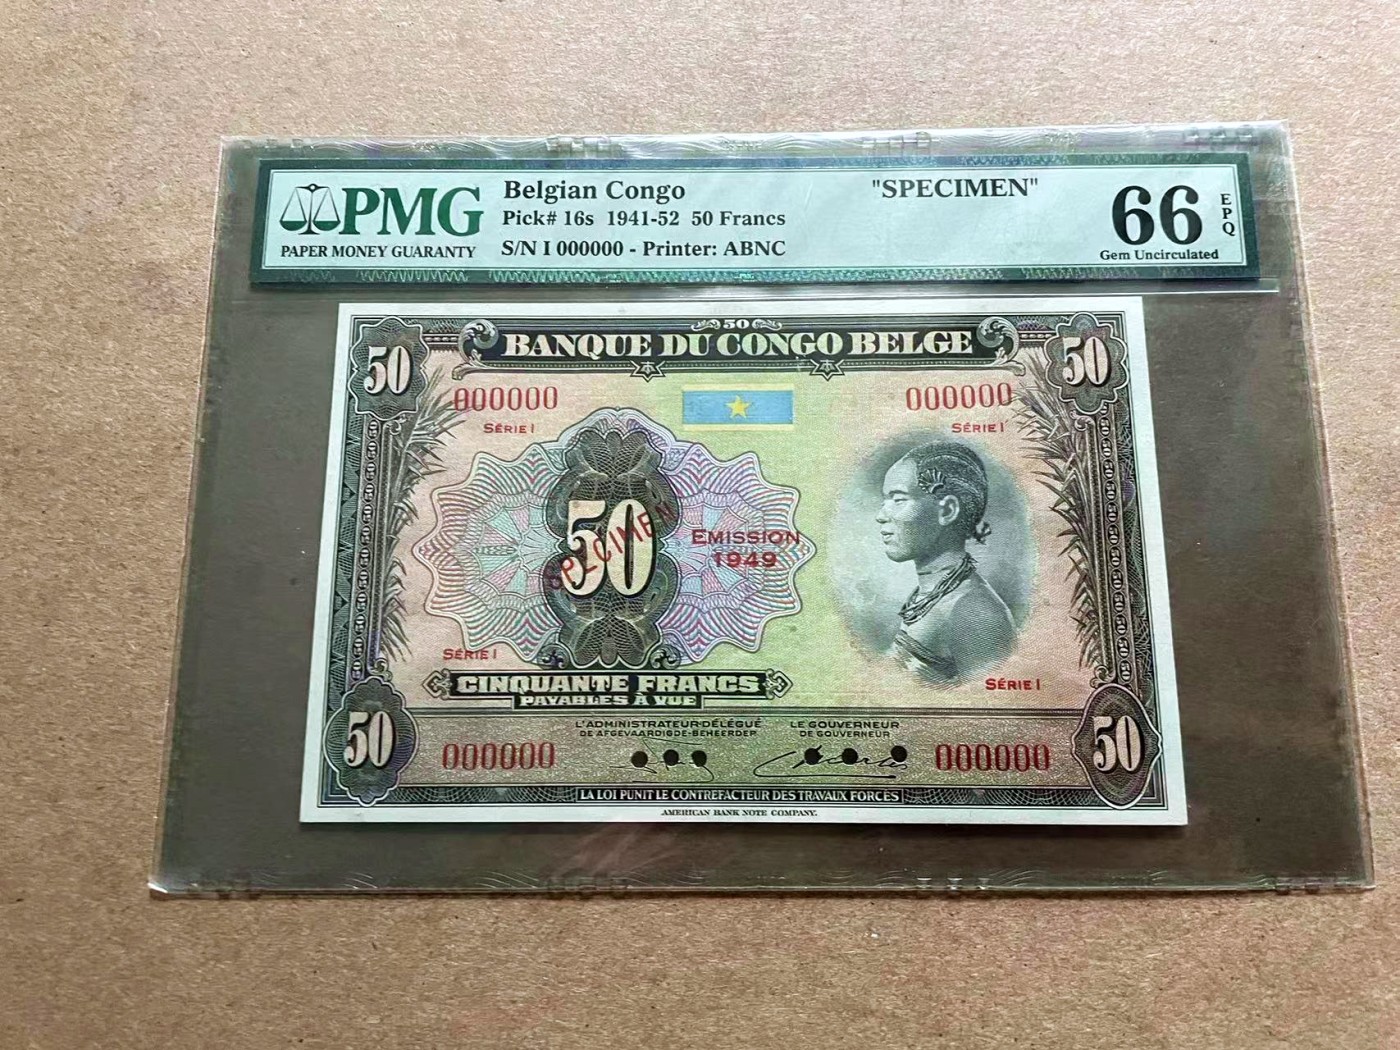 PMG
PAPER MONEY GUARANTY
Belgian Congo
Pick# 16s 1941-52 50 Francs
S/N I 000000 - Printer: ABNC
"SPECIMEN"
66
EPQ
Gem Uncirculated
50
50
50
BANQUE DU CONGO BELGE
000000
000000
SÉRIE I
SÉRIE I
50
SPECIMEN
EMISSION
1949
SÉRIE I
SÉRIE I
CINQUANTE FRANCS
PAYABLES À VUE
50
50
L'ADMINISTRATEUR-DÉLÉGUÉ
DE AFGEVAARDIGDE-BEHEERDER
LE GOUVERNEUR
DE GOUVERNEUR
000000
000000
LA LOI PUNIT LE CONTREFACTEUR DES TRAVAUX FORCÉS
AMERICAN BANK NOTE COMPANY.